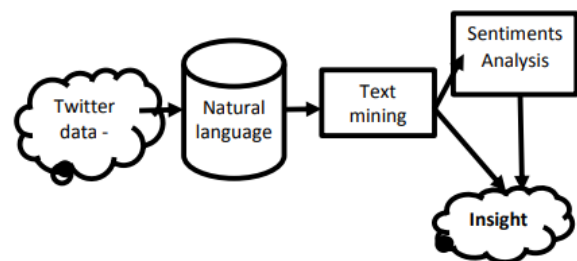 Twitter
data -
Natural
language
Text
mining
Sentiments
Analysis
Insight